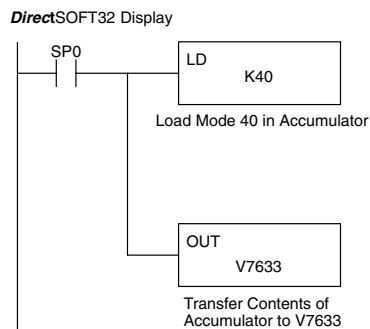 DirectSOFT32 Display
SP0
LD
K40
Load Mode 40 in Accumulator
OUT
V7633
Transfer Contents of
Accumulator to V7633